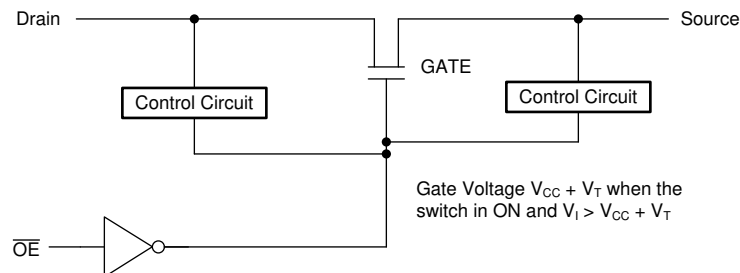 Drain
Source
GATE
Control Circuit
Control Circuit
Gate Voltage V_CC + V_T when the
switch in ON and V_I > V_CC + V_T
O̅E̅